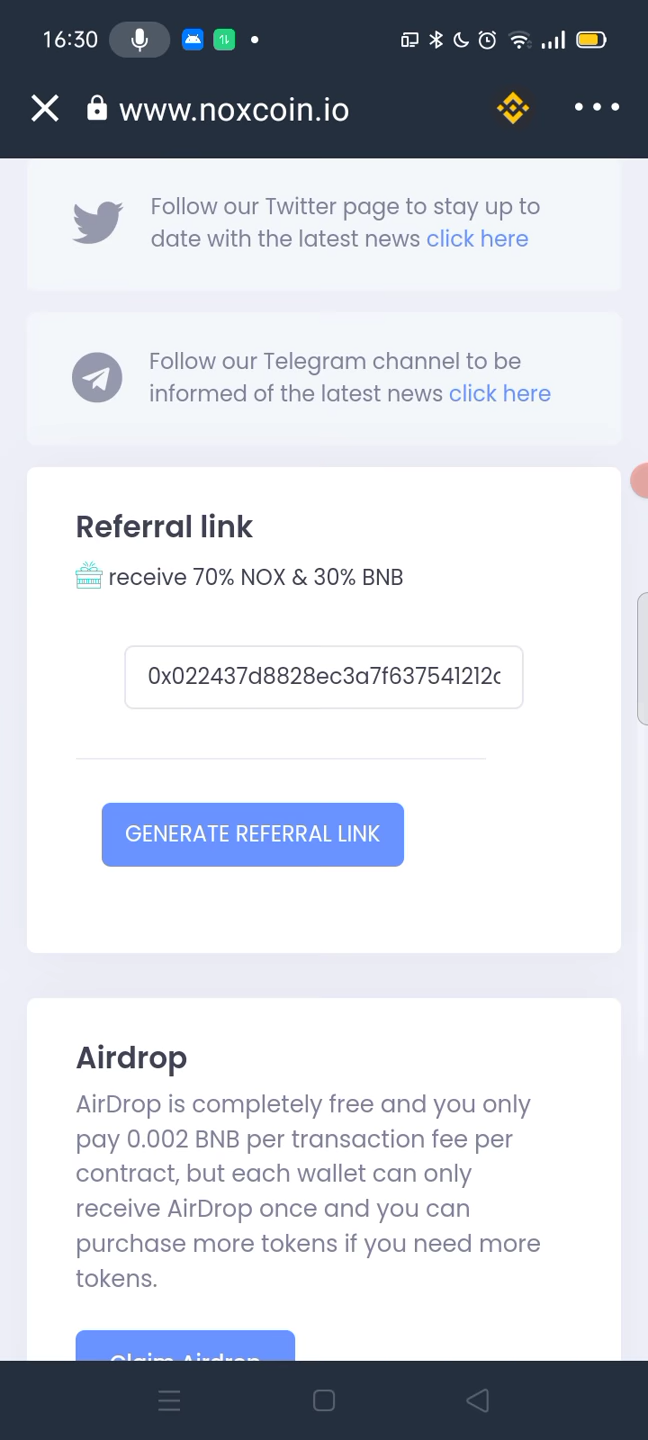 16:30
www.noxcoin.io
Follow our Twitter page to stay up to
date with the latest news click here
Follow our Telegram channel to be
informed of the latest news click here
Referral link
receive 70% NOX & 30% BNB
0x022437d8828ec3a7f637541212c
GENERATE REFERRAL LINK
Airdrop
AirDrop is completely free and you only
pay 0.002 BNB per transaction fee per
contract, but each wallet can only
receive AirDrop once and you can
purchase more tokens if you need more
tokens.
Claim Airdrop